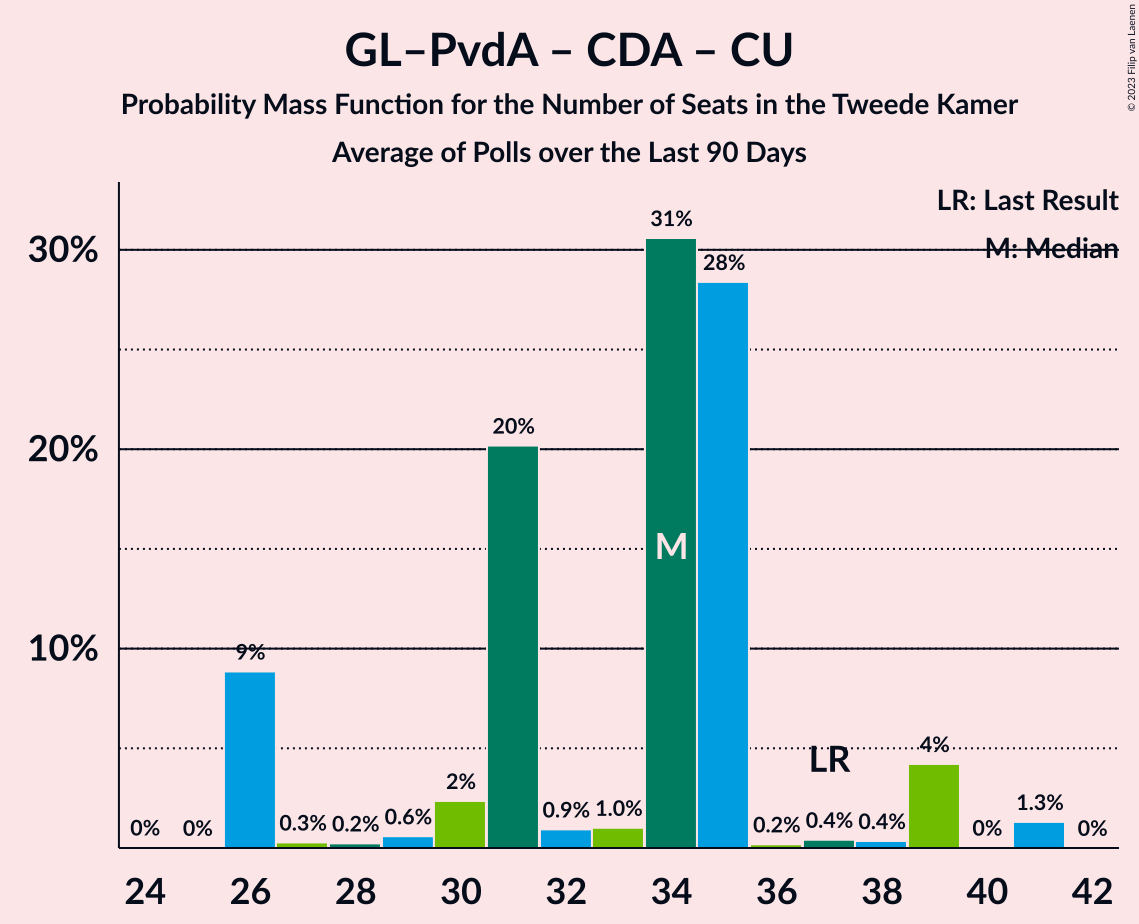 GL–PvdA – CDA – CU
Probability Mass Function for the Number of Seats in the Tweede Kamer
Average of Polls over the Last 90 Days
© 2023 Filip van Laenen
LR: Last Result
M: Median
30%
20%
10%
0%
0%
9%
0.3%
0.2%
0.6%
2%
20%
0.9%
1.0%
31%
28%
0.2%
0.4%
0.4%
4%
0%
1.3%
0%
M
LR
24 26 28 30 32 34 36 38 40 42